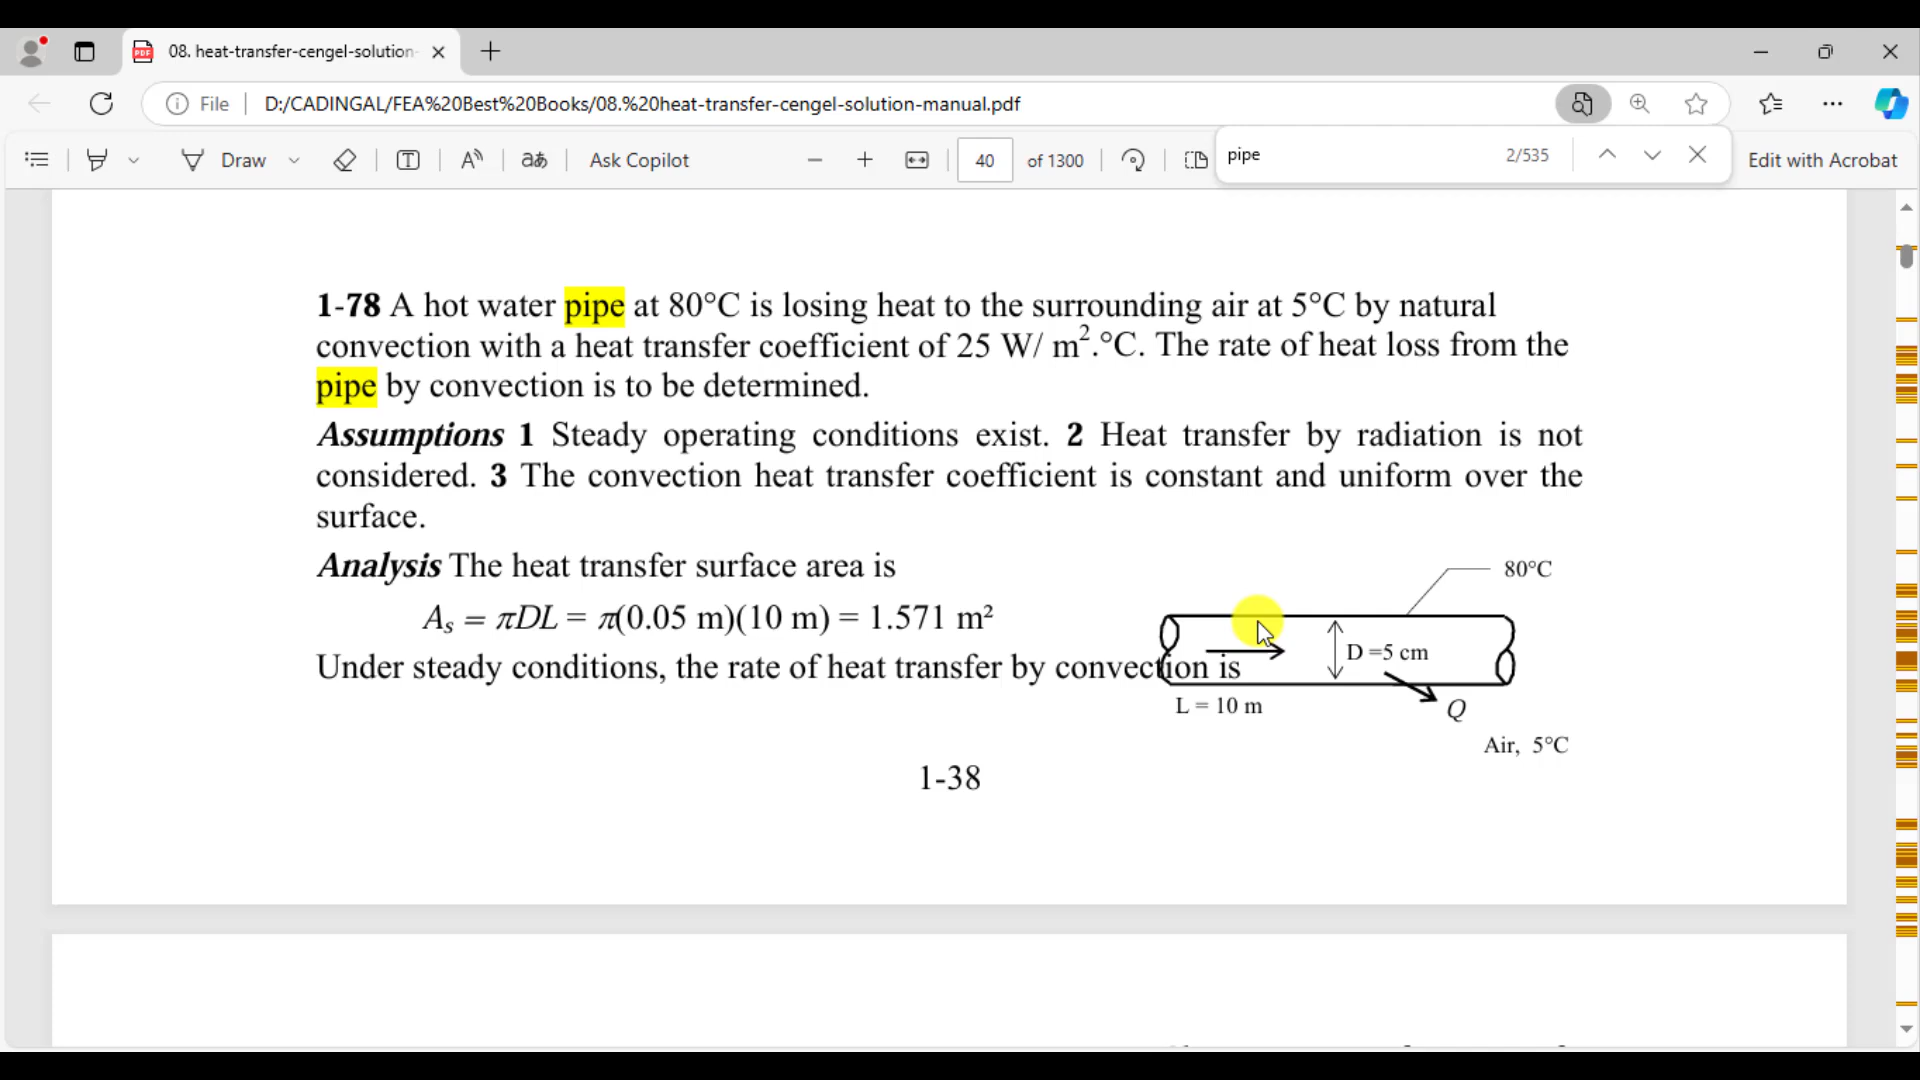 08. heat-transfer-cengel-solution-
File
D:/CADINGAL/FEA%20Best%20Books/08.%20heat-transfer-cengel-solution-manual.pdf
Draw
Ask Copilot
40 of 1300
pipe 2/535
Edit with Acrobat
1-78 A hot water pipe at 80°C is losing heat to the surrounding air at 5°C by natural
convection with a heat transfer coefficient of 25 W/ m².°C. The rate of heat loss from the
pipe by convection is to be determined.
Assumptions 1 Steady operating conditions exist. 2 Heat transfer by radiation is not
considered. 3 The convection heat transfer coefficient is constant and uniform over the
surface.
Analysis The heat transfer surface area is
80°C
Aₛ = πDL = π(0.05 m)(10 m) = 1.571 m²
D =5 cm
Under steady conditions, the rate of heat transfer by convection is
L = 10 m
Q
Air, 5°C
1-38